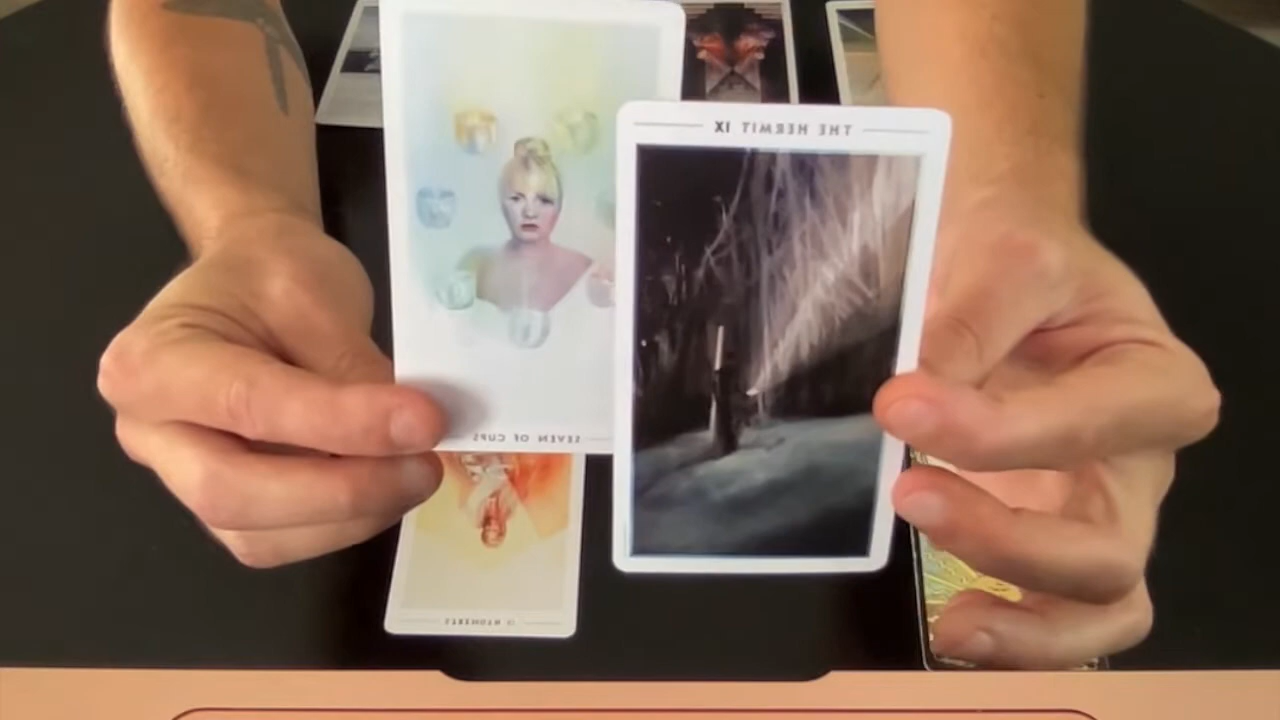 THE HERMIT IX
SEVEN OF CUPS